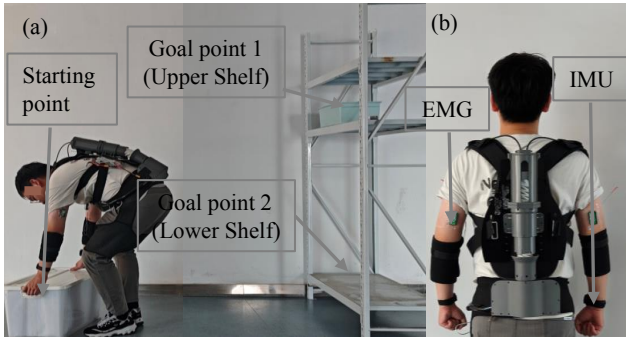 (a)
Goal point 1
(Upper Shelf)
Starting
point
Goal point 2
(Lower Shelf)
(b)
IMU
EMG